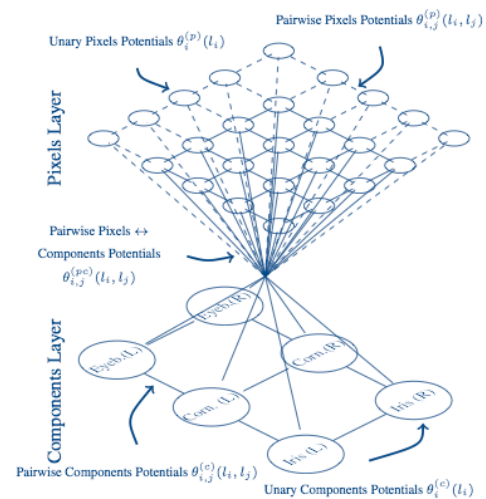 Pairwise Pixels Potentials θ_{i,j}^{(p)}(l_i, l_j)
Unary Pixels Potentials θ_i^{(p)}(l_i)
Pixels Layer
Pairwise Pixels ↔
Components Potentials
θ_{i,j}^{(pc)}(l_i, l_j)
Components Layer
Eyeb.(R)
Eyeb.(L)
Corn.(R)
Corn. (L)
Iris (R)
Iris (L)
Pairwise Components Potentials θ_{i,j}^{(c)}(l_i, l_j)
Unary Components Potentials θ_i^{(c)}(l_i)